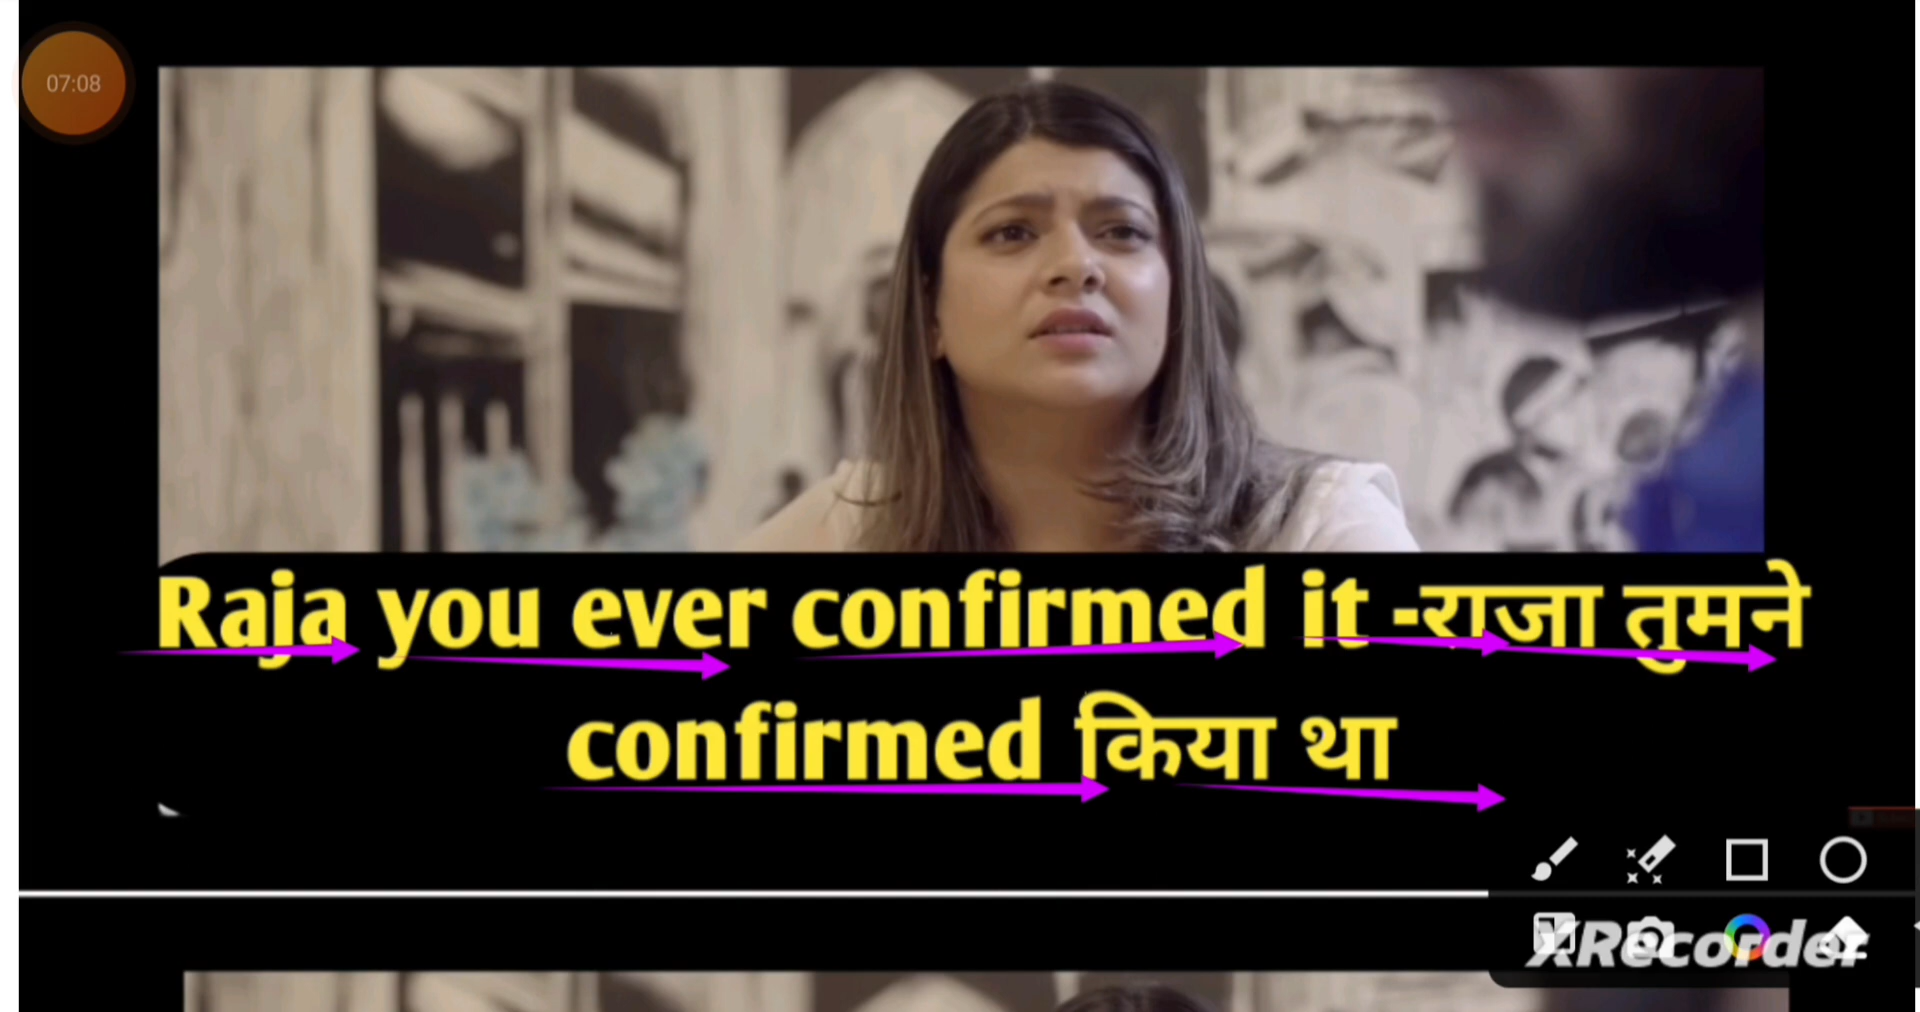 07:08
Raja you ever confirmed it -राजा तुमने
confirmed किया था
XRecorder